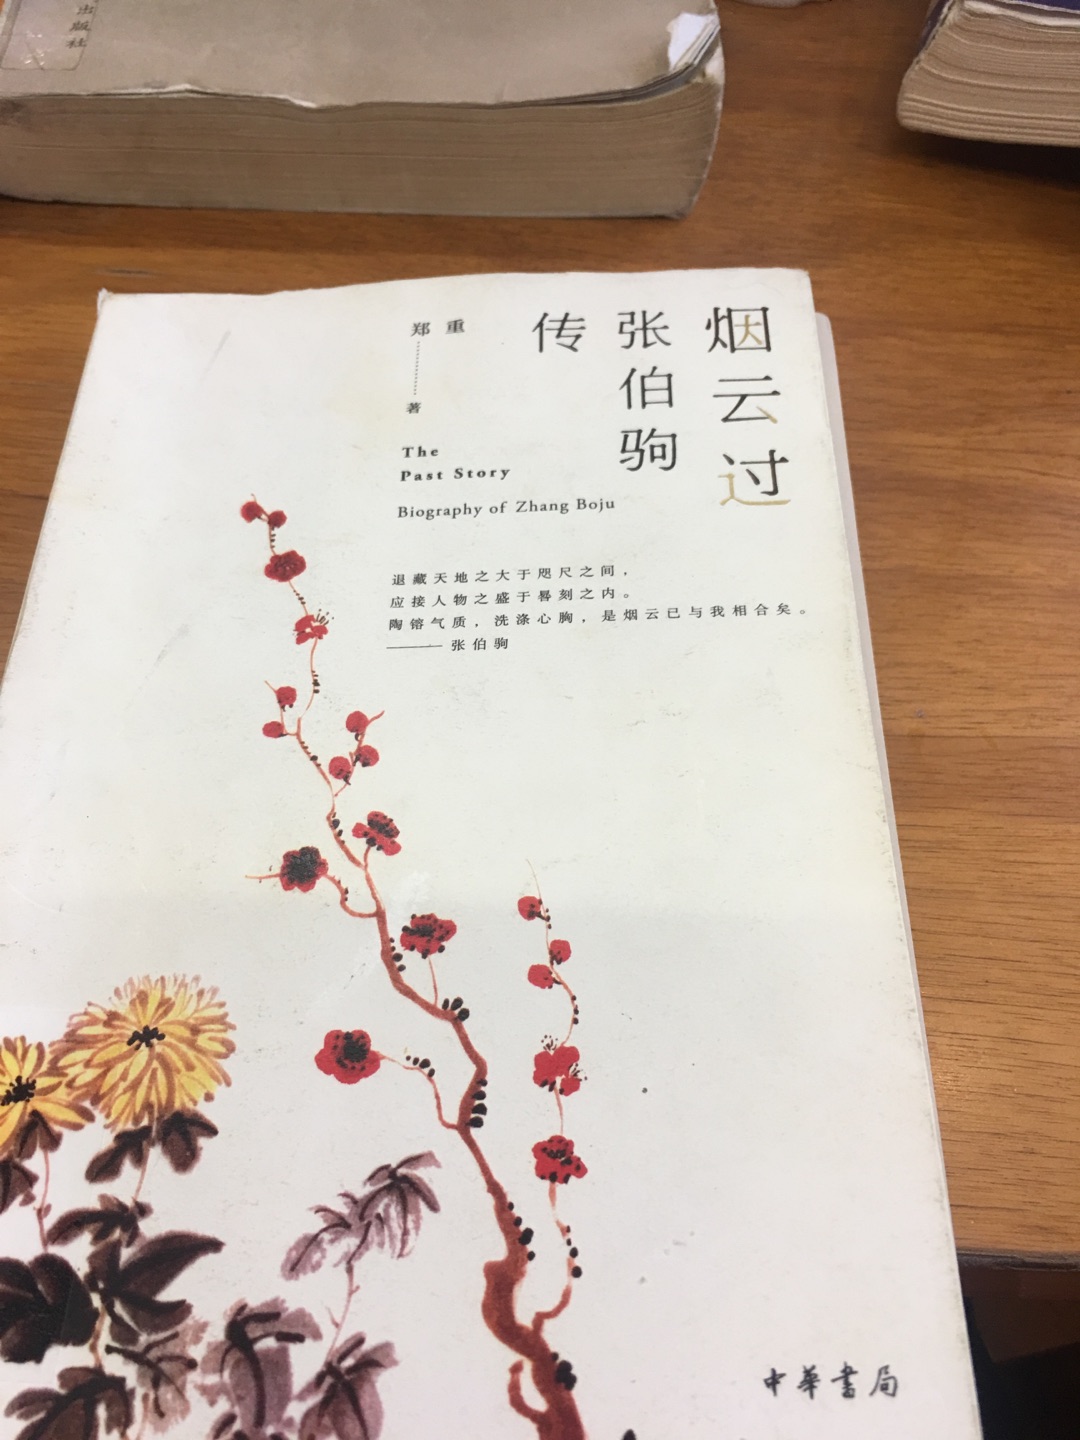 出版社
烟云过
张伯驹
传
郑重
著
The
Past Story
Biography of Zhang Boju
退藏天地之大于咫尺之间，
应接人物之盛于晷刻之内。
陶镕气质，洗涤心胸，是烟云已与我相合矣。
——张伯驹
中華書局